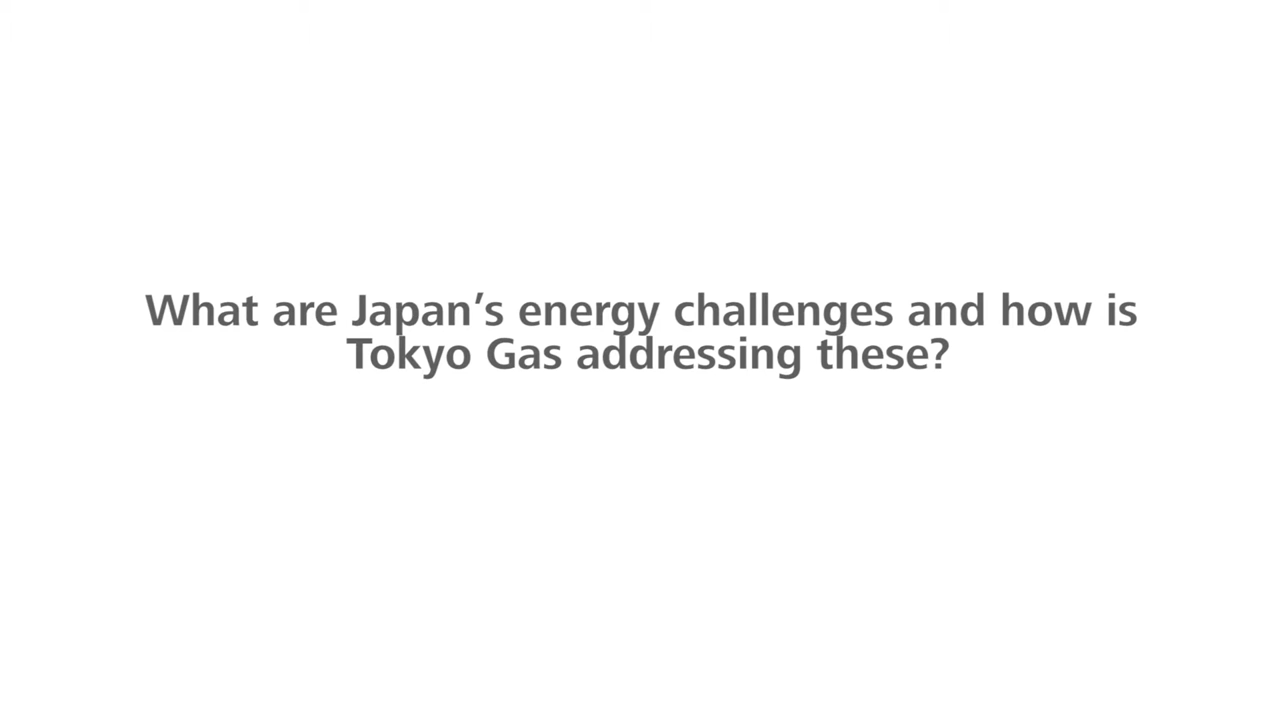 What are Japan’s energy challenges and how is
Tokyo Gas addressing these?